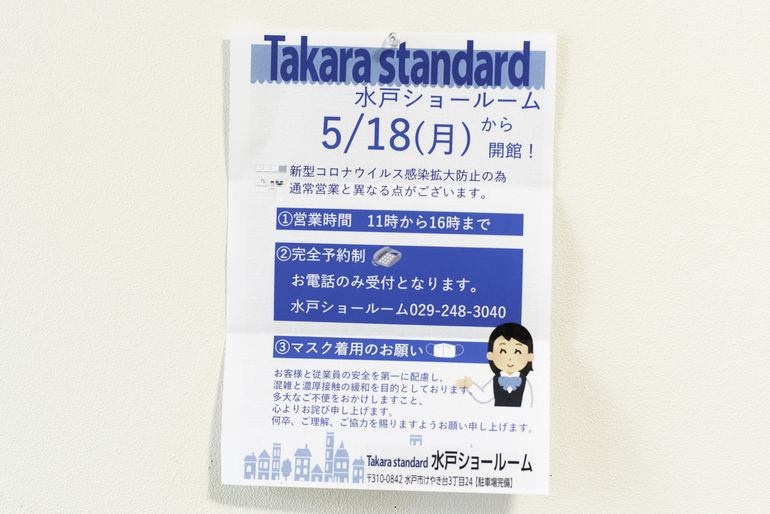 Takara standard
水戸ショールーム
5/18(月)から
開館！
新型コロナウイルス感染拡大防止の為
通常営業と異なる点がございます。
①営業時間　11時から16時まで
②完全予約制
お電話のみ受付となります。
水戸ショールーム029-248-3040
③マスク着用のお願い
お客様と従業員の安全を第一に配慮し、
混雑と濃厚接触の緩和を目的としております。
多大なご不便をおかけしますこと、
心よりお詫び申し上げます。
何卒、ご理解、ご協力を賜りますようお願い申し上げます。
Takara standard 水戸ショールーム
〒310-0842 水戸市けやき台3丁目24【駐車場完備】